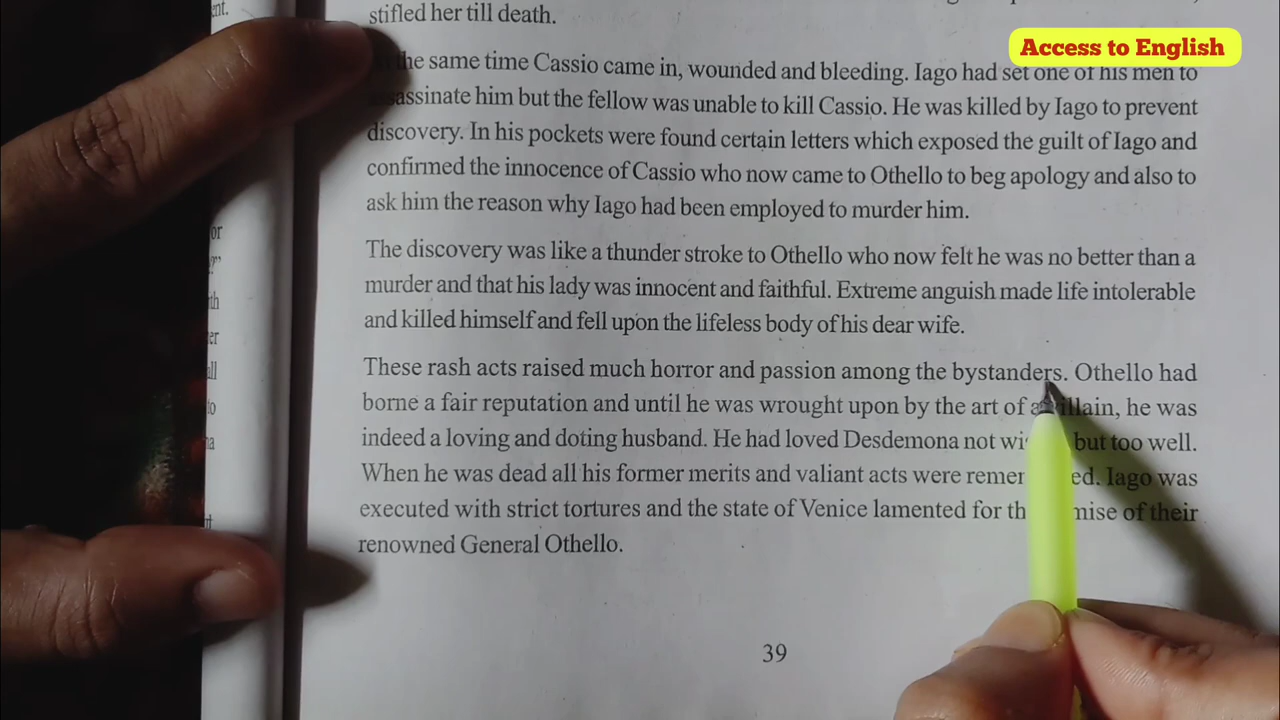 ent.
stifled her till death.
Access to English
the same time Cassio came in, wounded and bleeding. Iago had set one of his men to
assassinate him but the fellow was unable to kill Cassio. He was killed by Iago to prevent
discovery. In his pockets were found certain letters which exposed the guilt of Iago and
confirmed the innocence of Cassio who now came to Othello to beg apology and also to
ask him the reason why Iago had been employed to murder him.
or
?"
th
er
all
to
na
The discovery was like a thunder stroke to Othello who now felt he was no better than a
murder and that his lady was innocent and faithful. Extreme anguish made life intolerable
and killed himself and fell upon the lifeless body of his dear wife.
These rash acts raised much horror and passion among the bystanders. Othello had
borne a fair reputation and until he was wrought upon by the art of a villain, he was
indeed a loving and doting husband. He had loved Desdemona not but too well.
When he was dead all his former merits and valiant acts were Iago was
executed with strict tortures and the state of Venice lamented for of their
renowned General Othello.
39